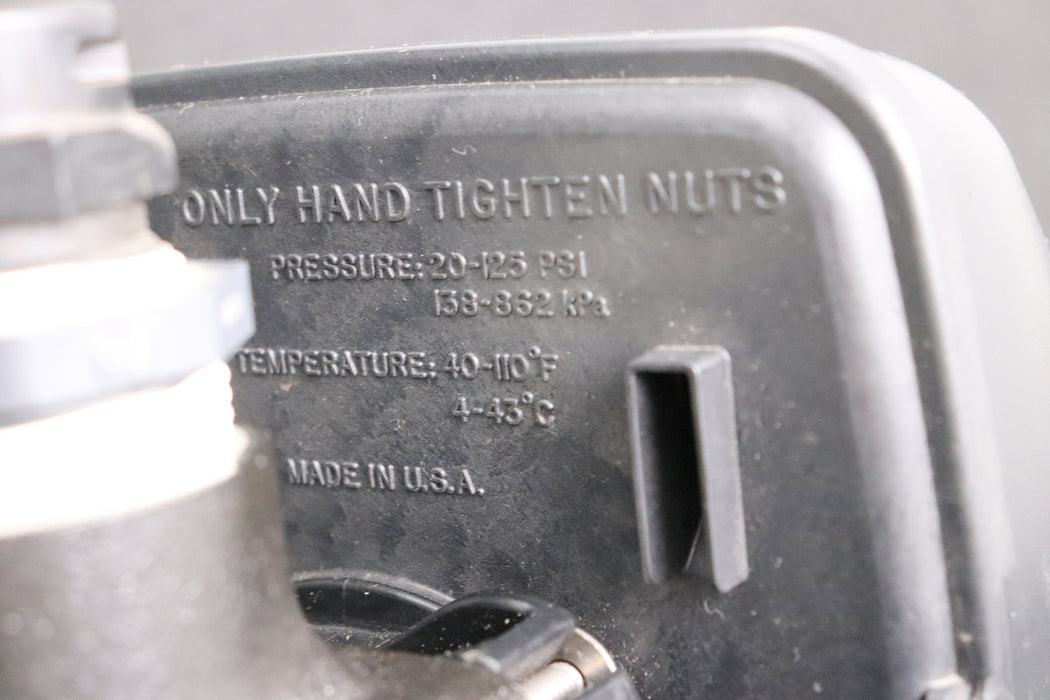 ONLY HAND TIGHTEN NUTS
PRESSURE: 20-125 PSI
138-862 kPa
TEMPERATURE: 40-110°F
4-43°C
MADE IN U.S.A.